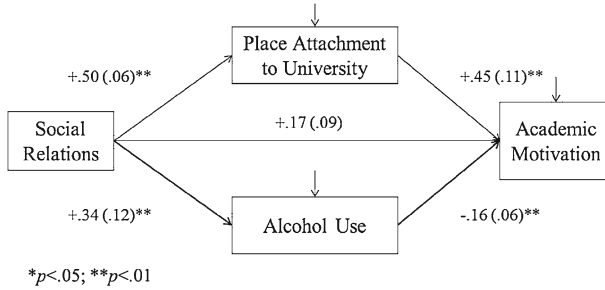 Place Attachment
to University
+.50 (.06)**
+.45 (.11)**
Social
Relations
+.17 (.09)
Academic
Motivation
+.34 (.12)**
Alcohol Use
-.16 (.06)**
*p<.05; **p<.01